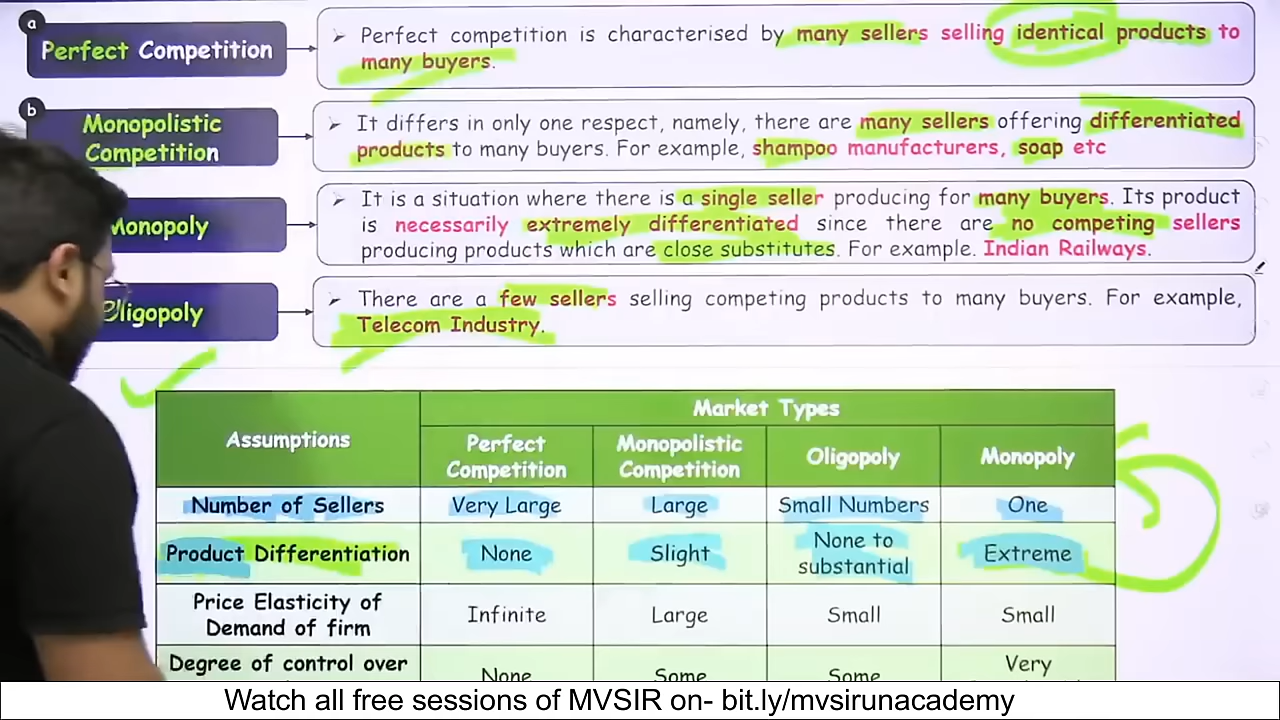 a
Perfect Competition
➢ Perfect competition is characterised by many sellers selling identical products to
many buyers.
b
Monopolistic
Competition
➢ It differs in only one respect, namely, there are many sellers offering differentiated
products to many buyers. For example, shampoo manufacturers, soap etc
Monopoly
➢ It is a situation where there is a single seller producing for many buyers. Its product
is necessarily extremely differentiated since there are no competing sellers
producing products which are close substitutes. For example. Indian Railways.
Oligopoly
➢ There are a few sellers selling competing products to many buyers. For example,
Telecom Industry.
Assumptions
Market Types
Perfect
Competition
Monopolistic
Competition
Oligopoly
Monopoly
Number of Sellers
Very Large
Large
Small Numbers
One
Product Differentiation
None
Slight
None to
substantial
Extreme
Price Elasticity of
Demand of firm
Infinite
Large
Small
Small
Degree of control over
None
Some
Some
Very
Watch all free sessions of MVSIR on- bit.ly/mvsirunacademy